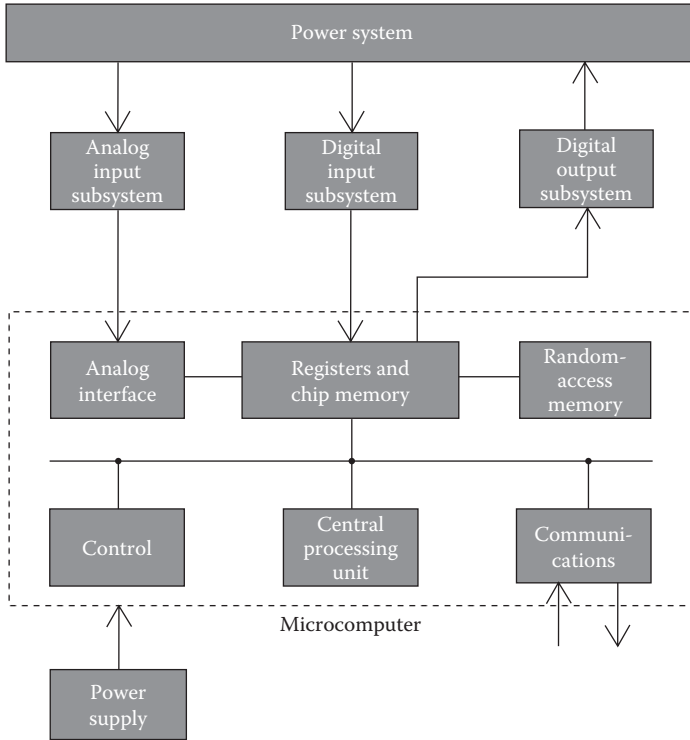 Power system
Analog
input
subsystem
Digital
input
subsystem
Digital
output
subsystem
Analog
interface
Registers and
chip memory
Random-
access
memory
Control
Central
processing
unit
Communi-
cations
Microcomputer
Power
supply